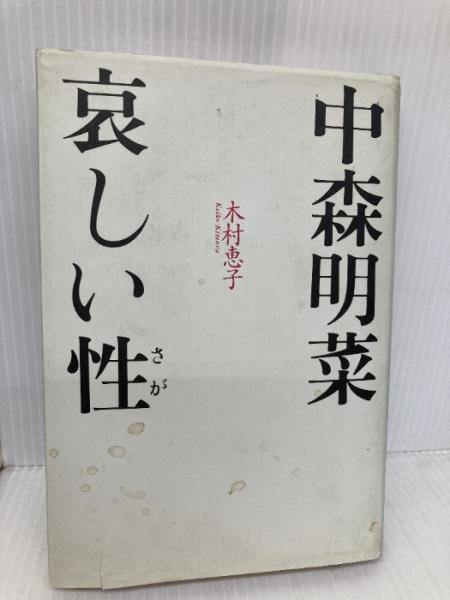 中森明菜
哀しい性
さが
木村恵子
Keiko Kimura